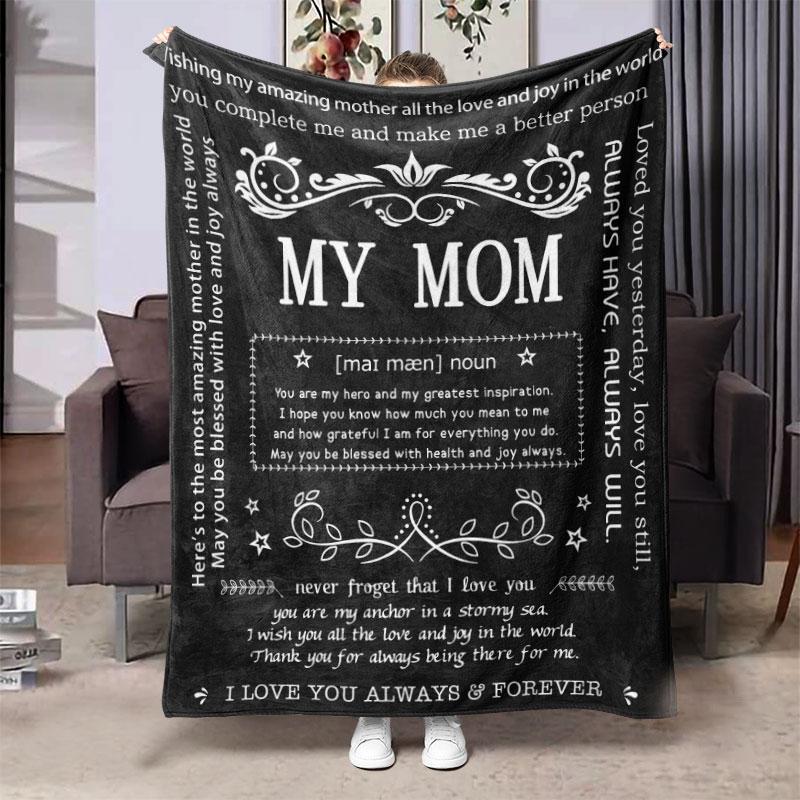 ishing my amazing mother all the love and joy in the world
you complete me and make me a better person
Here's to the most amazing mother in the world
May you be blessed with love and joy always
Loved you yesterday, love you still,
ALWAYS HAVE, ALWAYS WILL.
MY MOM
[maɪ mæn] noun
You are my hero and my greatest inspiration.
I hope you know how much you mean to me
and how grateful I am for everything you do.
May you be blessed with health and joy always.
never froget that I love you
you are my anchor in a stormy sea.
I wish you all the love and joy in the world.
Thank you for always being there for me.
I LOVE YOU ALWAYS & FOREVER